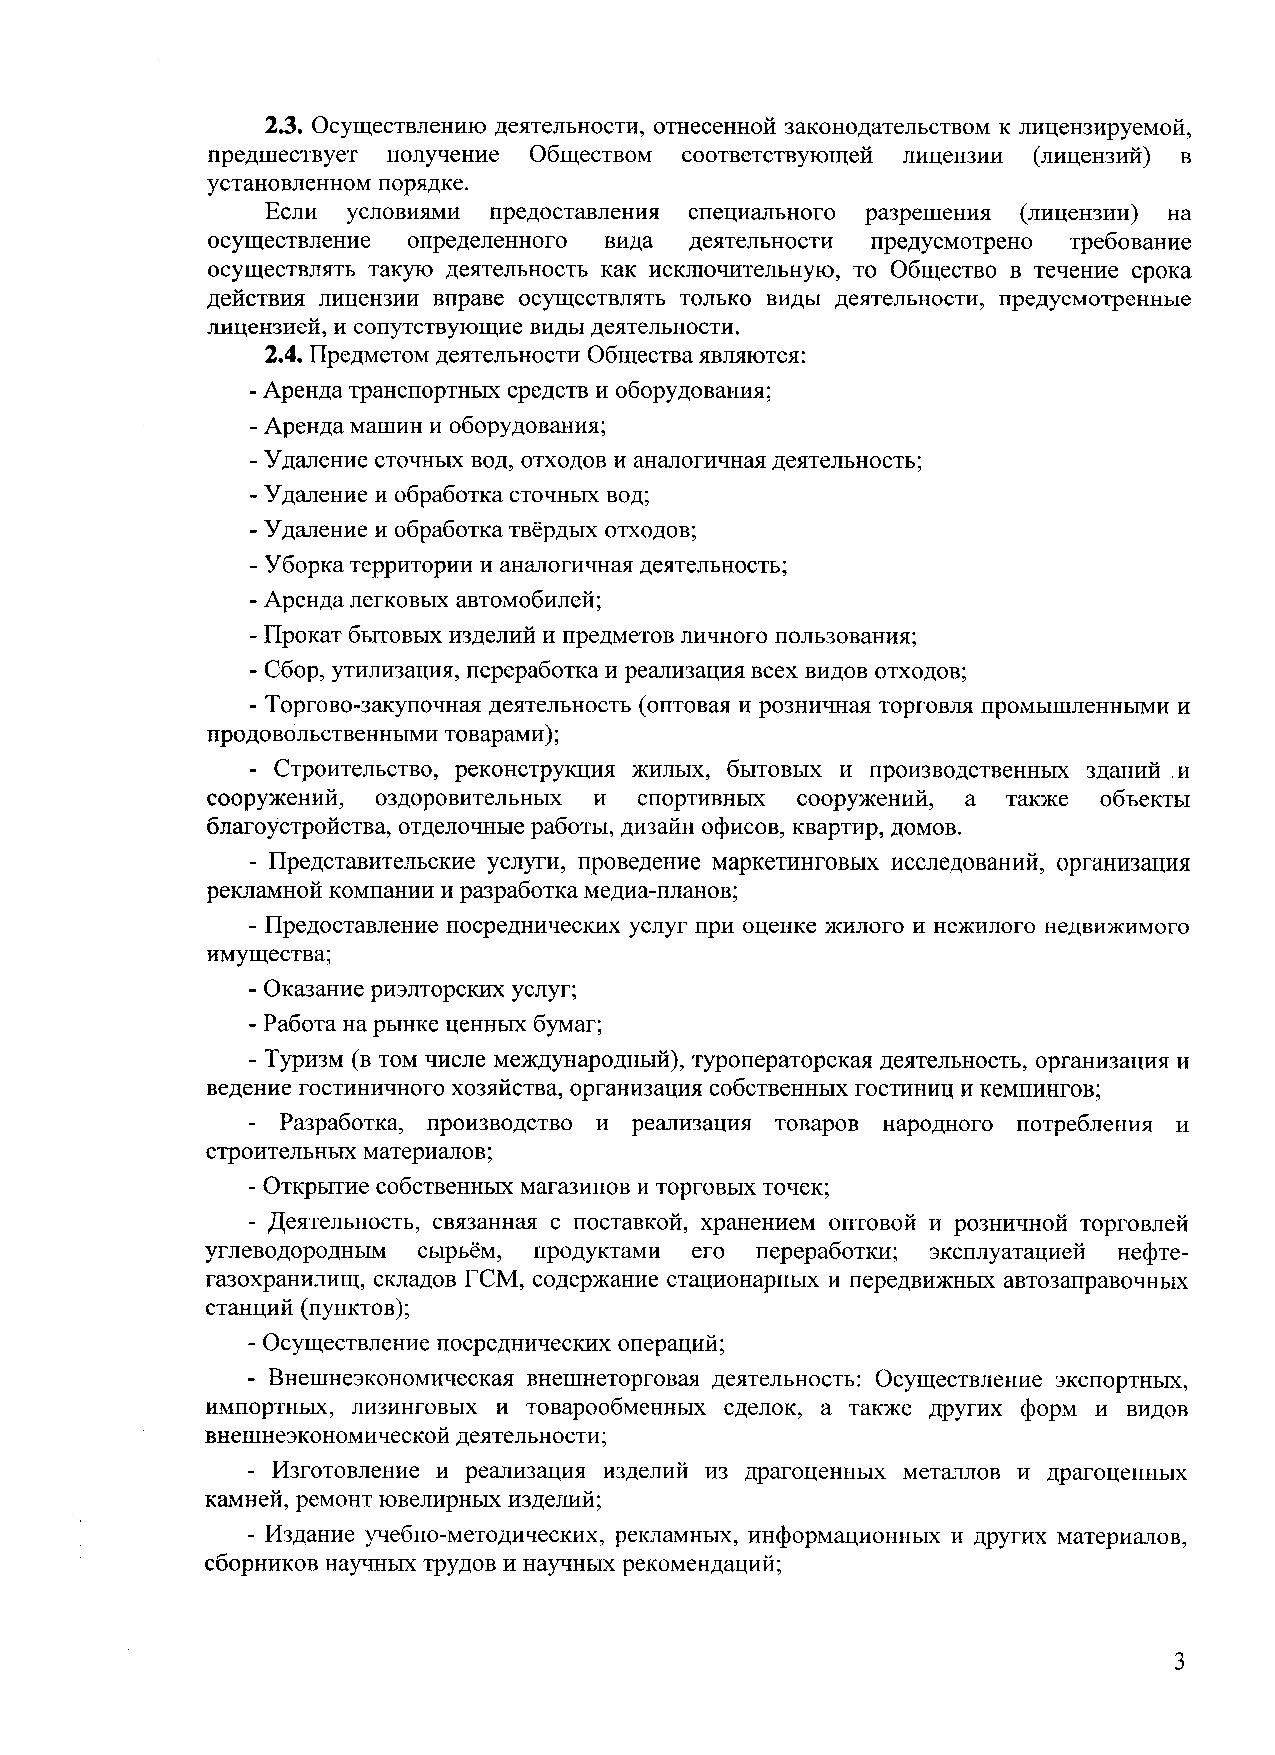 2.3. Осуществлению деятельности, отнесенной законодательством к лицензируемой,
предшествует получение Обществом соответствующей лицензии (лицензий) в
установленном порядке.
Если условиями предоставления специального разрешения (лицензии) на
осуществление определенного вида деятельности предусмотрено требование
осуществлять такую деятельность как исключительную, то Общество в течение срока
действия лицензии вправе осуществлять только виды деятельности, предусмотренные
лицензией, и сопутствующие виды деятельности.
2.4. Предметом деятельности Общества являются:
- Аренда транспортных средств и оборудования;
- Аренда машин и оборудования;
- Удаление сточных вод, отходов и аналогичная деятельность;
- Удаление и обработка сточных вод;
- Удаление и обработка твёрдых отходов;
- Уборка территории и аналогичная деятельность;
- Аренда легковых автомобилей;
- Прокат бытовых изделий и предметов личного пользования;
- Сбор, утилизация, переработка и реализация всех видов отходов;
- Торгово-закупочная деятельность (оптовая и розничная торговля промышленными и
продовольственными товарами);
- Строительство, реконструкция жилых, бытовых и производственных зданий и
сооружений, оздоровительных и спортивных сооружений, а также объекты
благоустройства, отделочные работы, дизайн офисов, квартир, домов.
- Представительские услуги, проведение маркетинговых исследований, организация
рекламной компании и разработка медиа-планов;
- Предоставление посреднических услуг при оценке жилого и нежилого недвижимого
имущества;
- Оказание риэлторских услуг;
- Работа на рынке ценных бумаг;
- Туризм (в том числе международный), туроператорская деятельность, организация и
ведение гостиничного хозяйства, организация собственных гостиниц и кемпингов;
- Разработка, производство и реализация товаров народного потребления и
строительных материалов;
- Открытие собственных магазинов и торговых точек;
- Деятельность, связанная с поставкой, хранением оптовой и розничной торговлей
углеводородным сырьём, продуктами его переработки; эксплуатацией нефте-
газохранилищ, складов ГСМ, содержание стационарных и передвижных автозаправочных
станций (пунктов);
- Осуществление посреднических операций;
- Внешнеэкономическая внешнеторговая деятельность: Осуществление экспортных,
импортных, лизинговых и товарообменных сделок, а также других форм и видов
внешнеэкономической деятельности;
- Изготовление и реализация изделий из драгоценных металлов и драгоценных
камней, ремонт ювелирных изделий;
- Издание учебно-методических, рекламных, информационных и других материалов,
сборников научных трудов и научных рекомендаций;
3